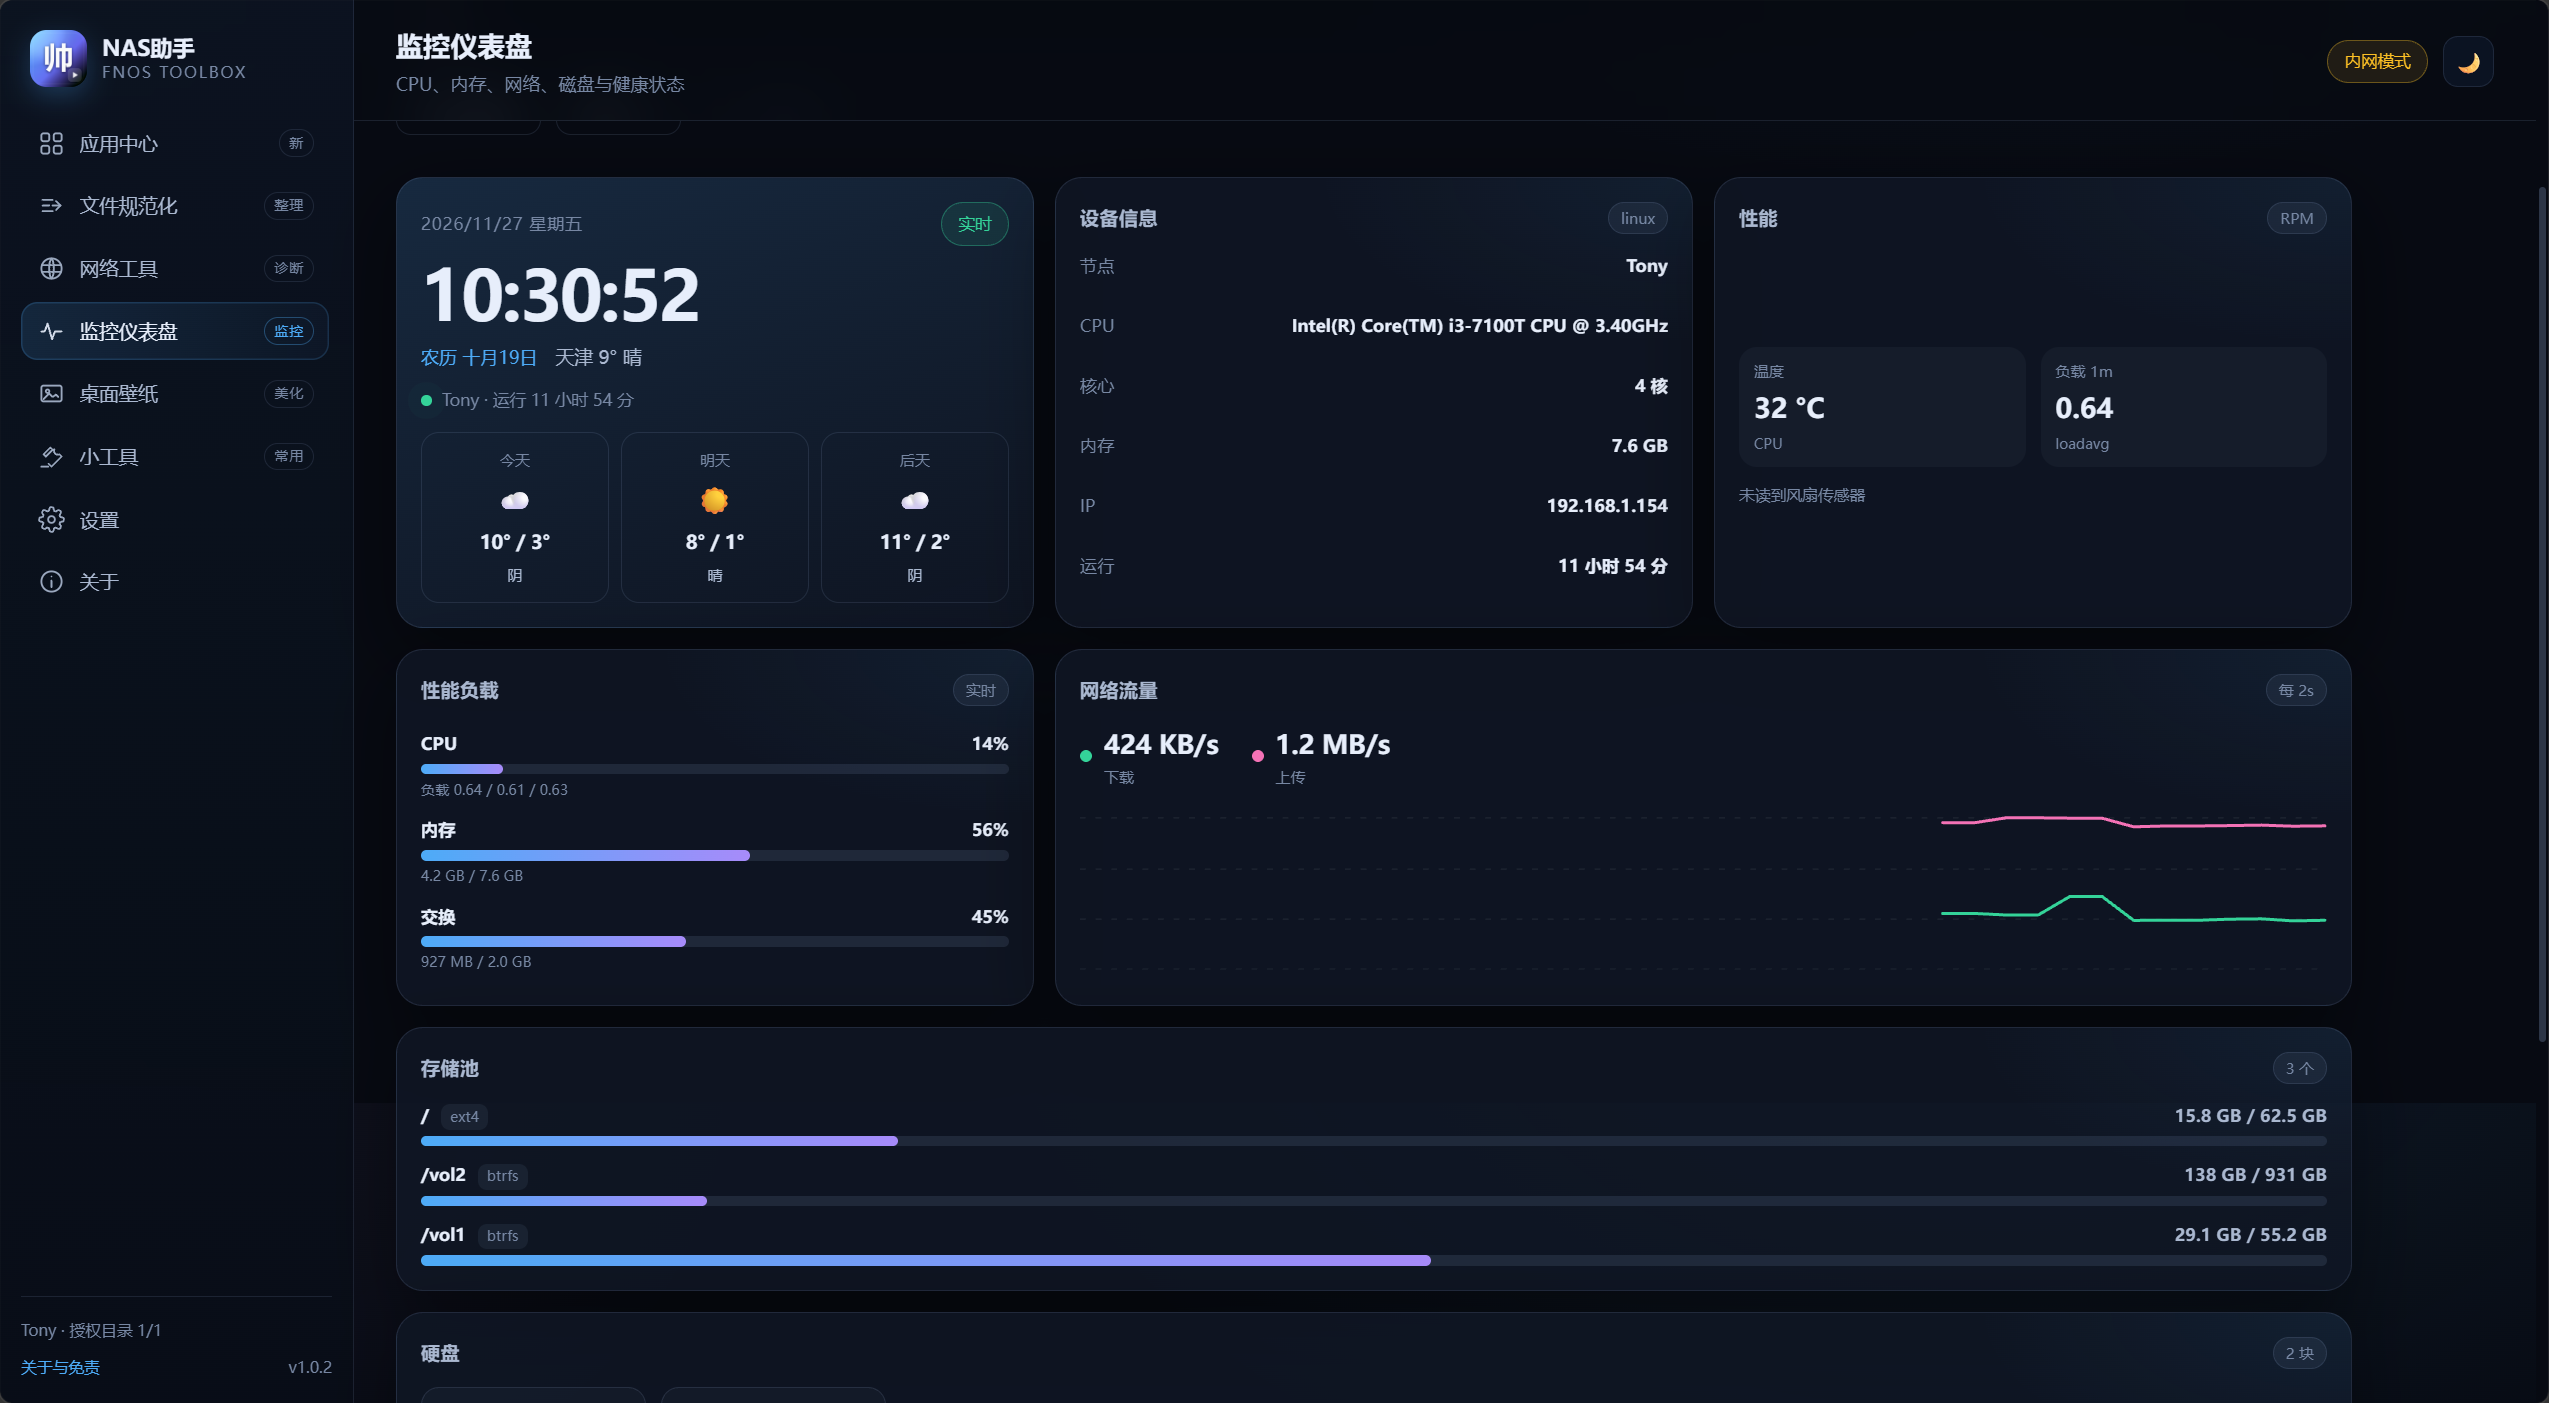 帅
NAS助手
FNOS TOOLBOX
应用中心
新
文件规范化
整理
网络工具
诊断
监控仪表盘
监控
桌面壁纸
美化
小工具
常用
设置
关于
Tony · 授权目录 1/1
关于与免责
v1.0.2
监控仪表盘
CPU、内存、网络、磁盘与健康状态
内网模式
2026/11/27 星期五
实时
10:30:52
农历 十月19日 天津 9° 晴
Tony · 运行 11 小时 54 分
今天
10° / 3°
阴
明天
8° / 1°
晴
后天
11° / 2°
阴
设备信息
linux
节点
Tony
CPU
Intel(R) Core(TM) i3-7100T CPU @ 3.40GHz
核心
4 核
内存
7.6 GB
IP
192.168.1.154
运行
11 小时 54 分
性能
RPM
温度
32 °C
CPU
负载 1m
0.64
loadavg
未读到风扇传感器
性能负载
实时
CPU
14%
负载 0.64 / 0.61 / 0.63
内存
56%
4.2 GB / 7.6 GB
交换
45%
927 MB / 2.0 GB
网络流量
每 2s
424 KB/s
下载
1.2 MB/s
上传
存储池
3 个
/ ext4
15.8 GB / 62.5 GB
/vol2 btrfs
138 GB / 931 GB
/vol1 btrfs
29.1 GB / 55.2 GB
硬盘
2 块